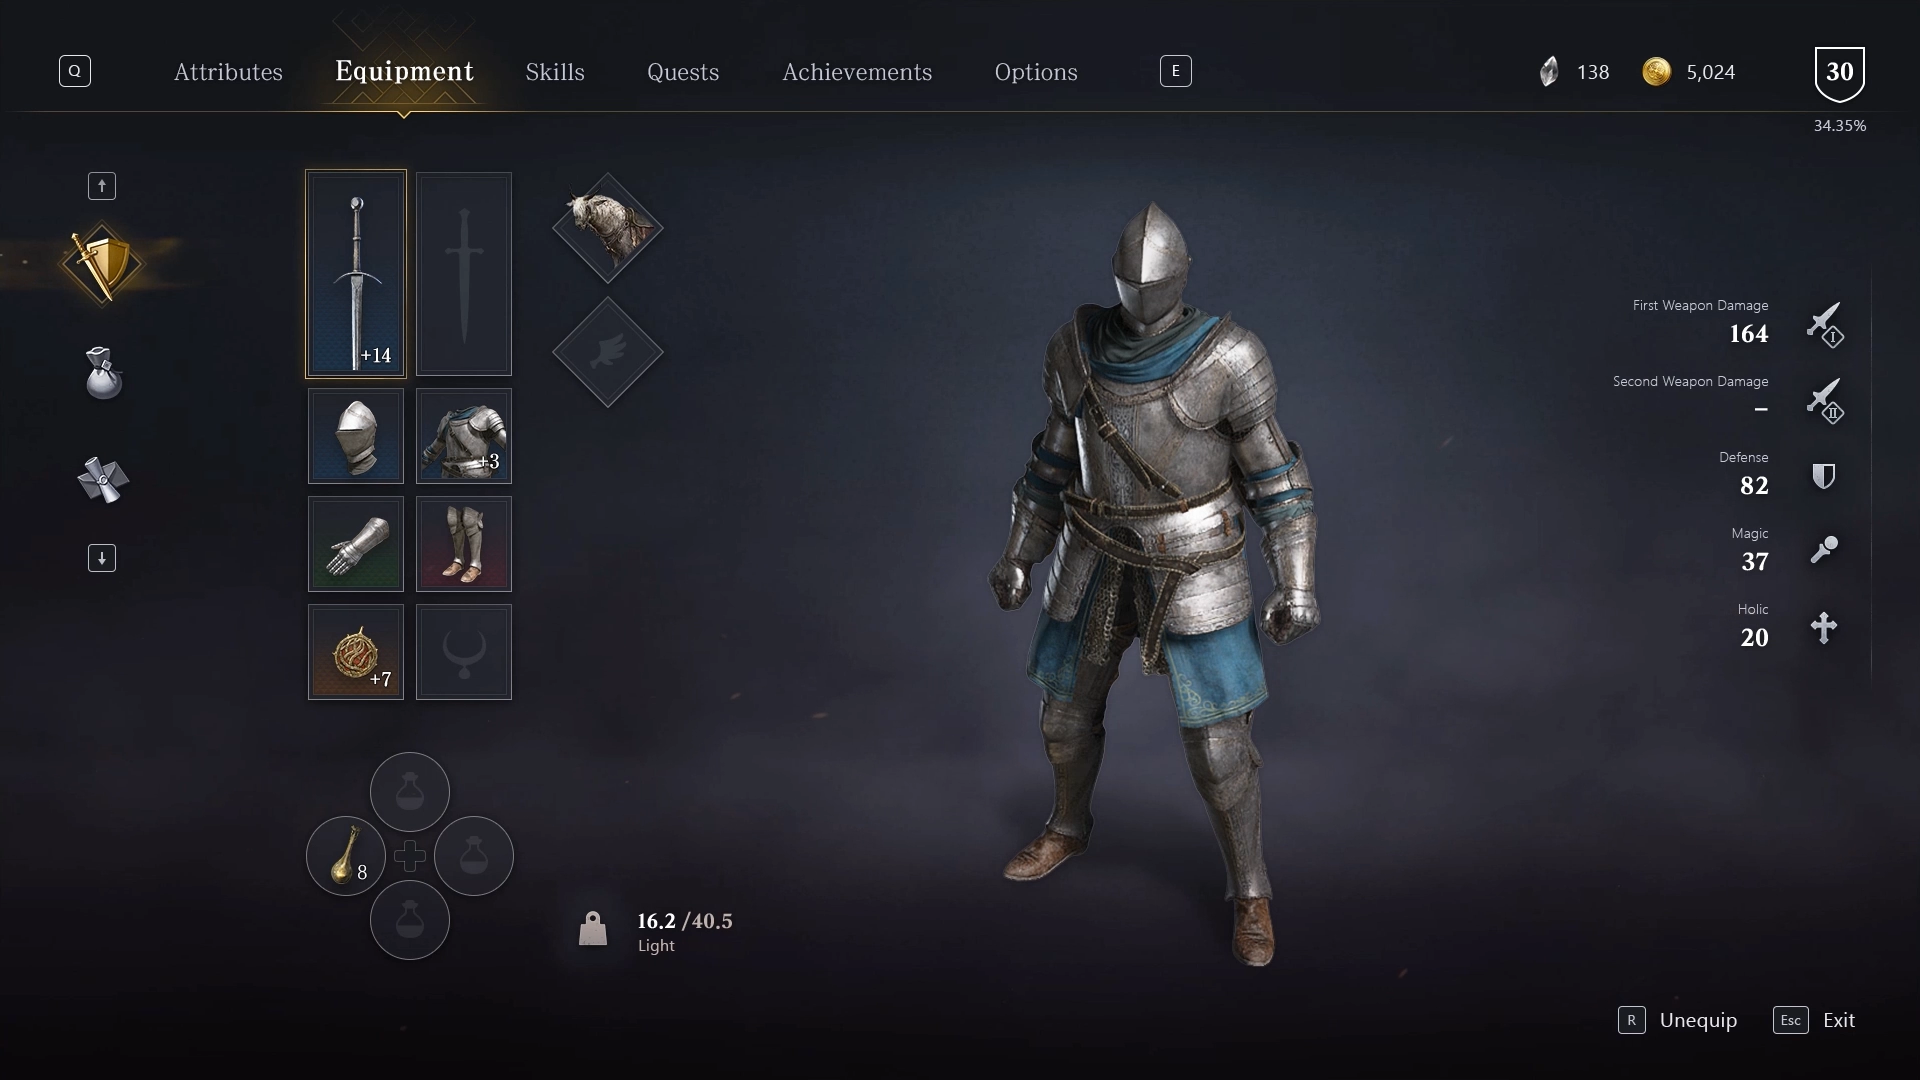 Q
Attributes
Equipment
Skills
Quests
Achievements
Options
E
138
5,024
30
34.35%
+14
+3
+7
8
16.2 /40.5
Light
First Weapon Damage
164
I
Second Weapon Damage
–
II
Defense
82
Magic
37
Holic
20
R
Unequip
Esc
Exit